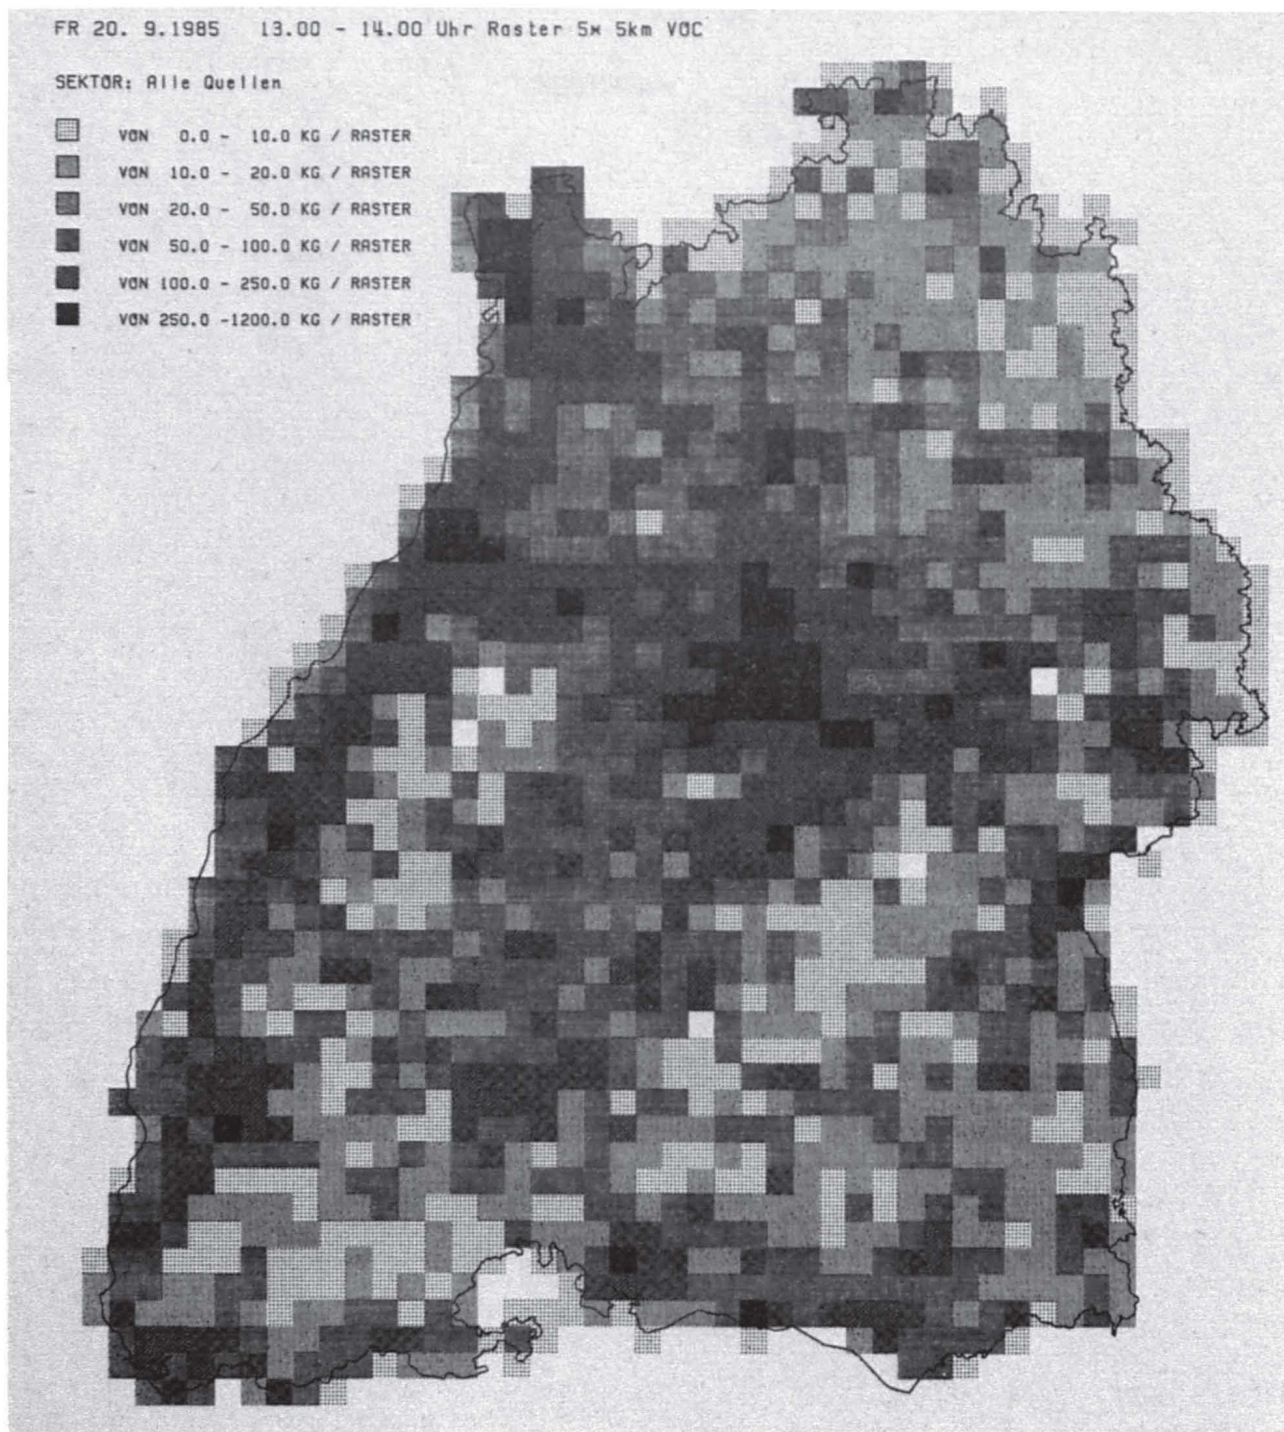 FR 20. 9.1985 13.00 - 14.00 Uhr Raster 5* 5km VOC
SEKTOR: Alle Quellen
VON 0.0 - 10.0 KG / RASTER
VON 10.0 - 20.0 KG / RASTER
VON 20.0 - 50.0 KG / RASTER
VON 50.0 - 100.0 KG / RASTER
VON 100.0 - 250.0 KG / RASTER
VON 250.0 -1200.0 KG / RASTER